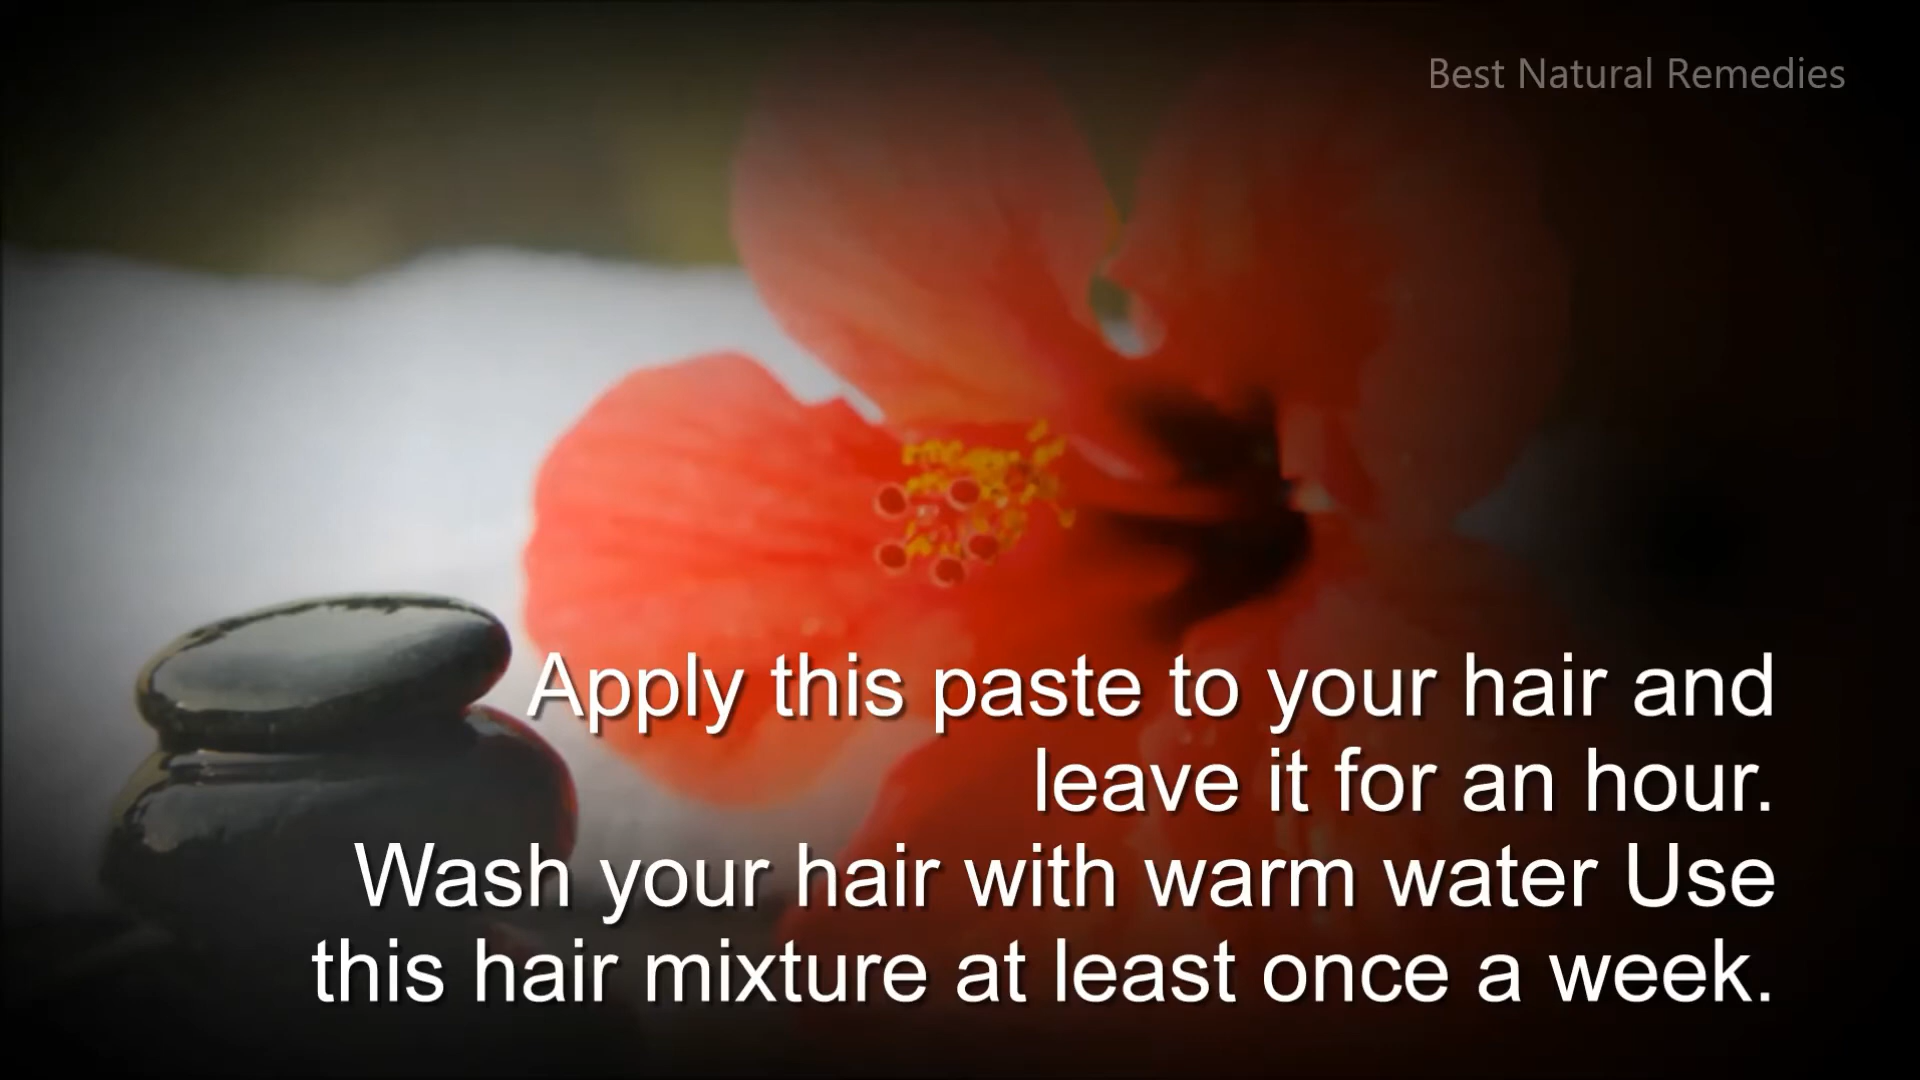 Best Natural Remedies
Apply this paste to your hair and
leave it for an hour.
Wash your hair with warm water Use
this hair mixture at least once a week.